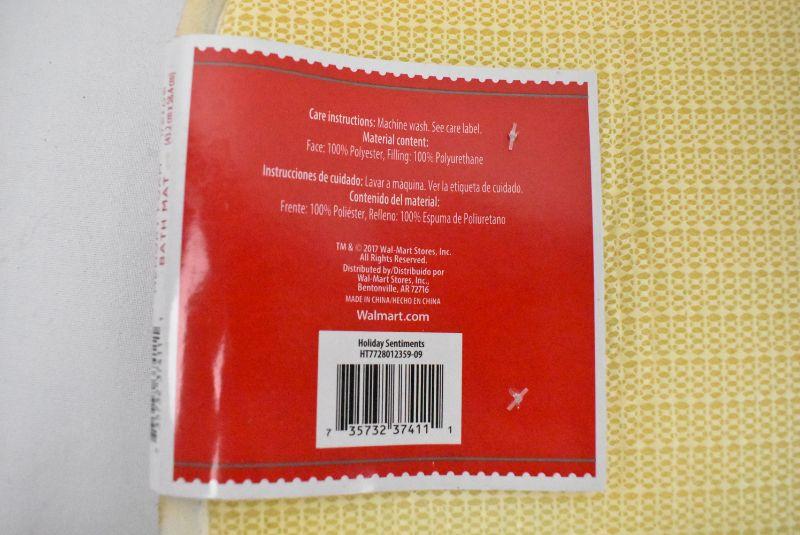 Care instructions: Machine wash. See care label.
Material content:
Face: 100% Polyester, Filling: 100% Polyurethane
Instrucciones de cuidado: Lavar a máquina. Ver la etiqueta de cuidado.
Contenido del material:
Frente: 100% Poliéster, Relleno: 100% Espuma de Poliuretano
TM & © 2017 Wal-Mart Stores, Inc.
All Rights Reserved.
Distributed by/Distribuido por
Wal-Mart Stores, Inc.,
Bentonville, AR 72716
MADE IN CHINA/HECHO EN CHINA
Walmart.com
Holiday Sentiments
HT7728012359-09
7 35732 37411 1
BATH MAT